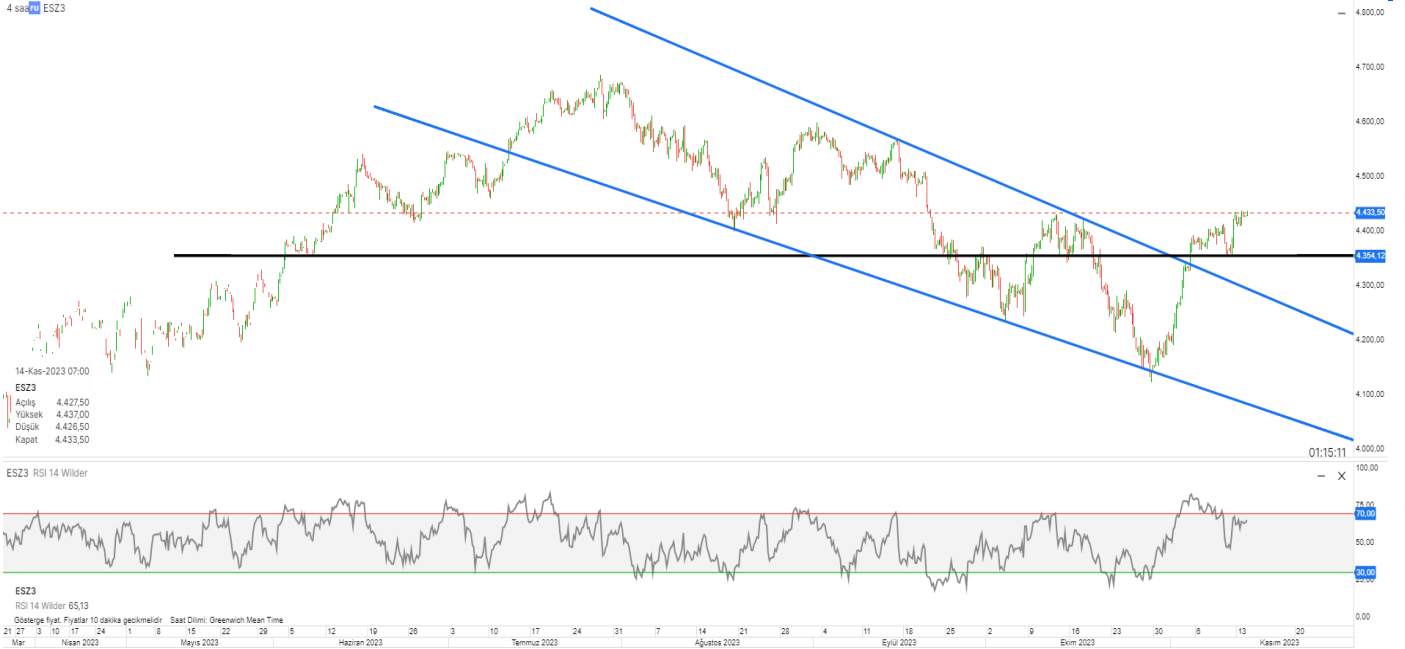 4 saa ru ESZ3
4.800,00
4.700,00
4.600,00
4.500,00
4.433,50
4.400,00
4.354,12
4.300,00
4.200,00
4.100,00
4.000,00
14-Kas-2023 07:00
ESZ3
Açılış 4.427,50
Yüksek 4.437,00
Düşük 4.426,50
Kapat 4.433,50
01:15:11
ESZ3 RSI 14 Wilder
100,00
75,00
70,00
50,00
30,00
25,00
0,00
ESZ3
RSI 14 Wilder 65,13
Gösterge fiyat. Fiyatlar 10 dakika gecikmelidir Saat Dilimi: Greenwich Mean Time
21 27 3 10 17 24 1 8 15 22 29 5 12 19 26 3 10 17 24 31 7 14 21 28 4 11 18 25 2 9 16 23 30 6 13 20
Mar Nisan 2023 Mayıs 2023 Haziran 2023 Temmuz 2023 Ağustos 2023 Eylül 2023 Ekim 2023 Kasım 2023